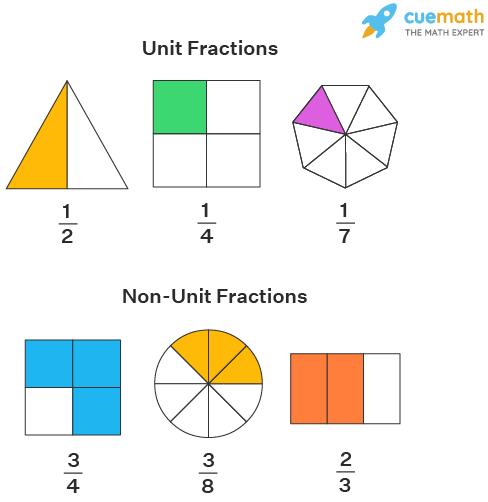 cuemath
THE MATH EXPERT
Unit Fractions
1/2 1/4 1/7
Non-Unit Fractions
3/4 3/8 2/3